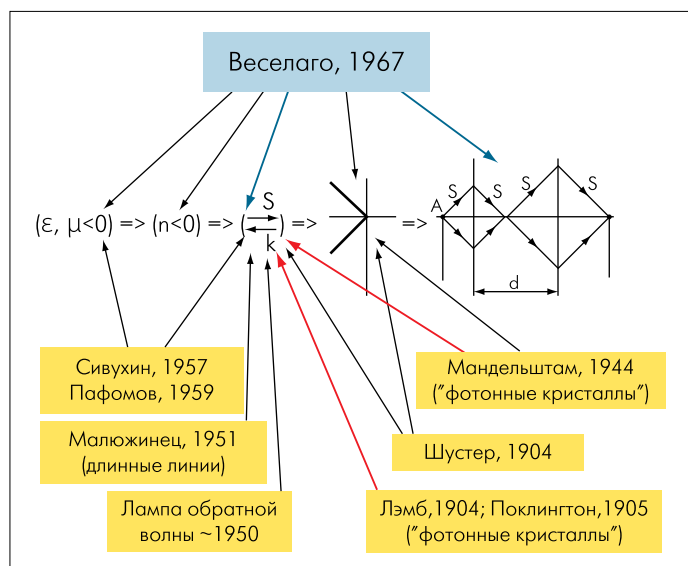 Веселаго, 1967
(ε, μ<0) => (n<0) => ( S k ) => =>
A S S S S
d
Сивухин, 1957
Пафомов, 1959
Мандельштам, 1944
("фотонные кристаллы")
Малюжинец, 1951
(длинные линии)
Шустер, 1904
Лампа обратной
волны ~1950
Лэмб,1904; Поклингтон,1905
("фотонные кристаллы")